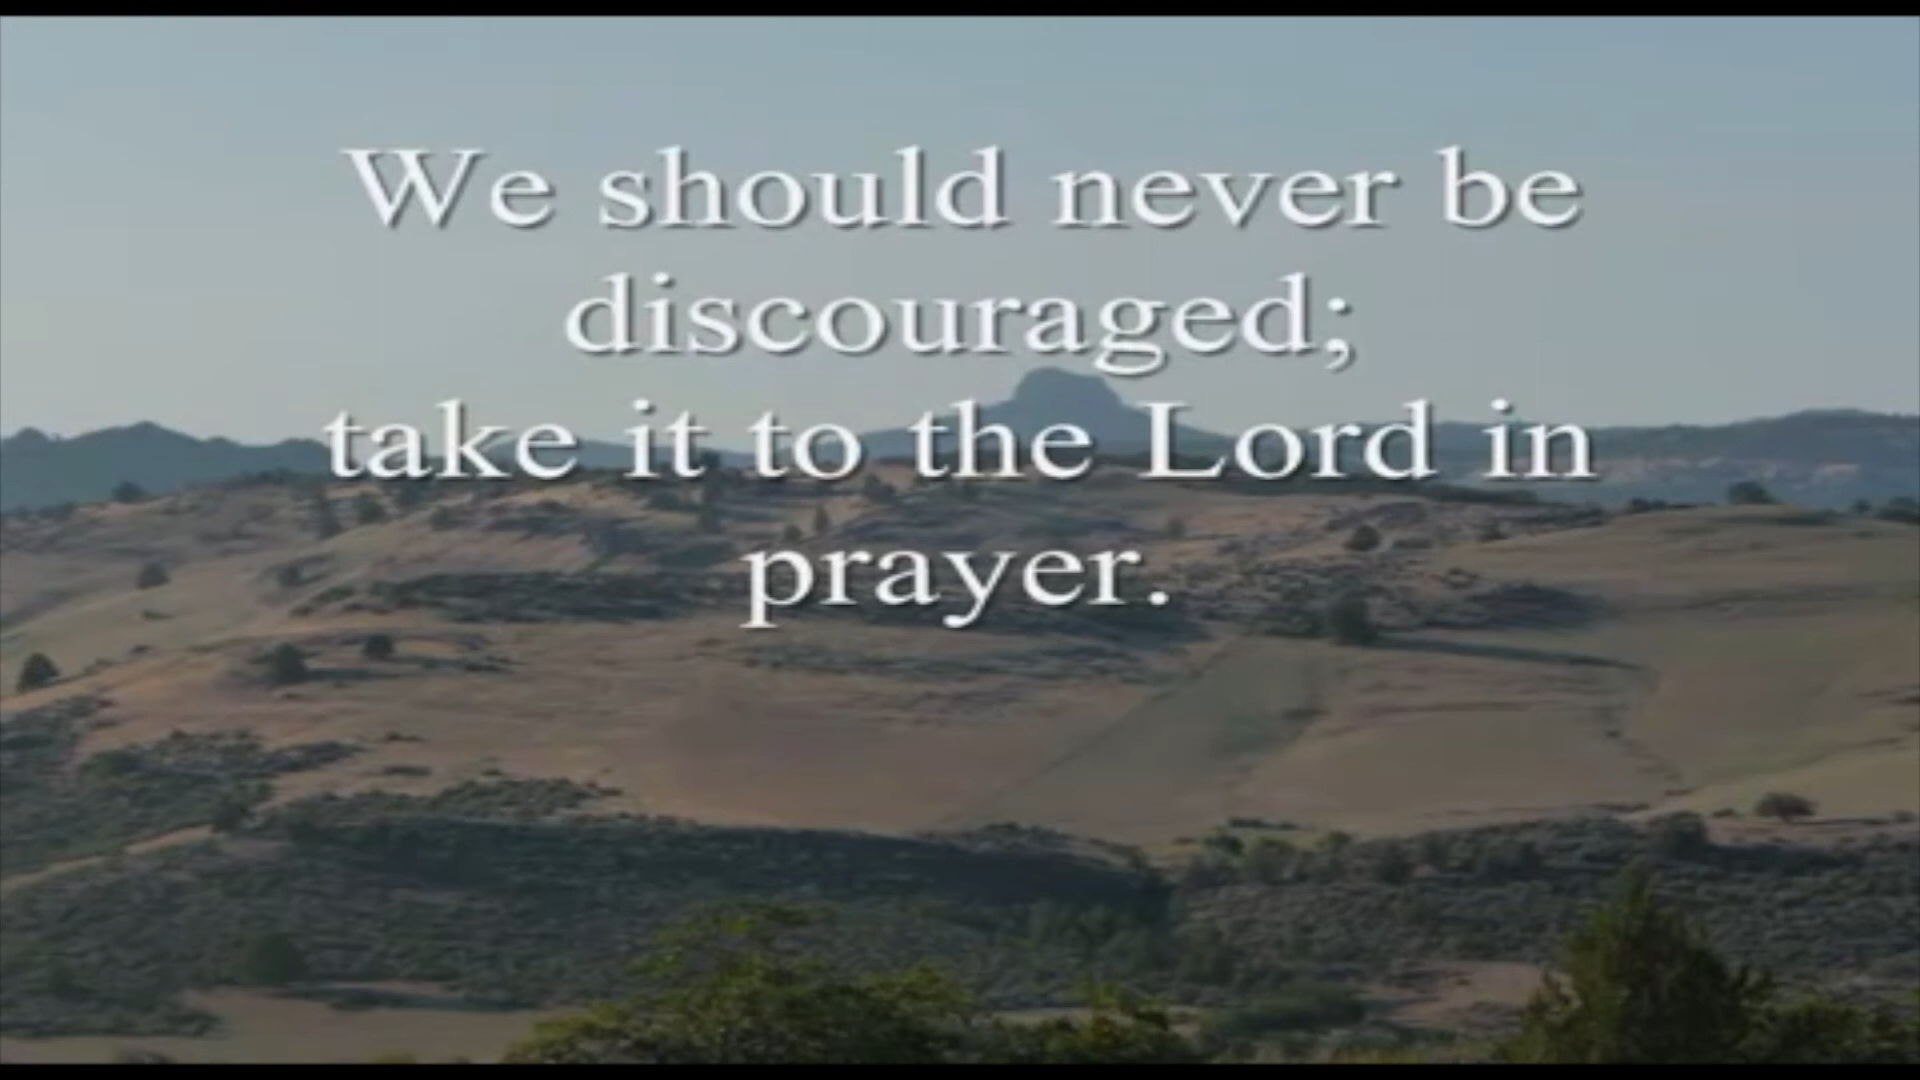 We should never be
discouraged;
take it to the Lord in
prayer.